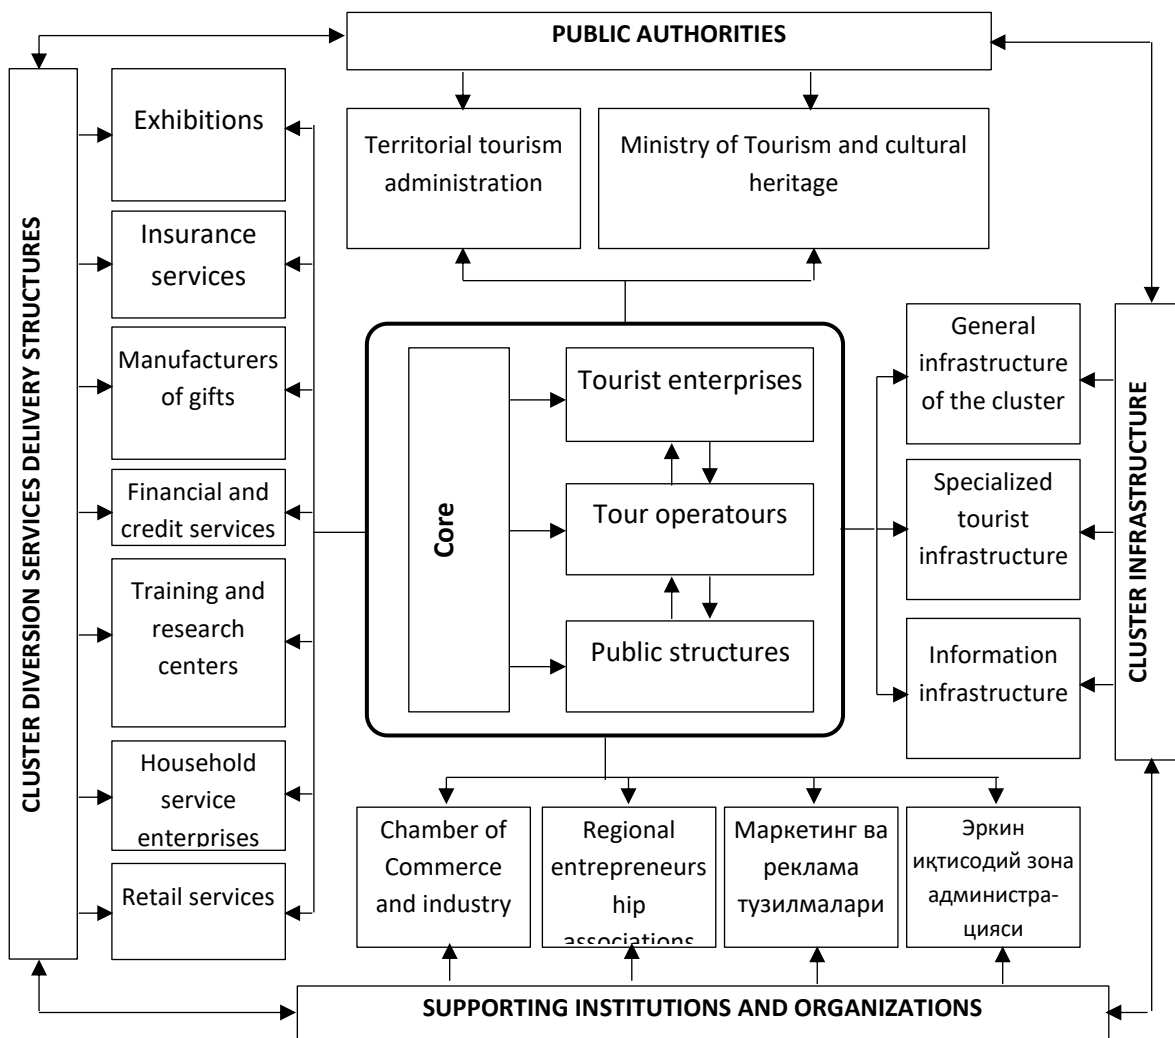 PUBLIC AUTHORITIES
Territorial tourism
administration
Ministry of Tourism and cultural
heritage
CLUSTER DIVERSION SERVICES DELIVERY STRUCTURES
Exhibitions
Insurance
services
Manufacturers
of gifts
Financial and
credit services
Training and
research
centers
Household
service
enterprises
Retail services
Core
Tourist enterprises
Tour operatours
Public structures
General
infrastructure
of the cluster
Specialized
tourist
infrastructure
Information
infrastructure
CLUSTER INFRASTRUCTURE
Chamber of
Commerce
and industry
Regional
entrepreneurs
hip
associations
Маркетинг ва
реклама
тузилмалари
Эркин
иқтисодий зона
администра-
цияси
SUPPORTING INSTITUTIONS AND ORGANIZATIONS